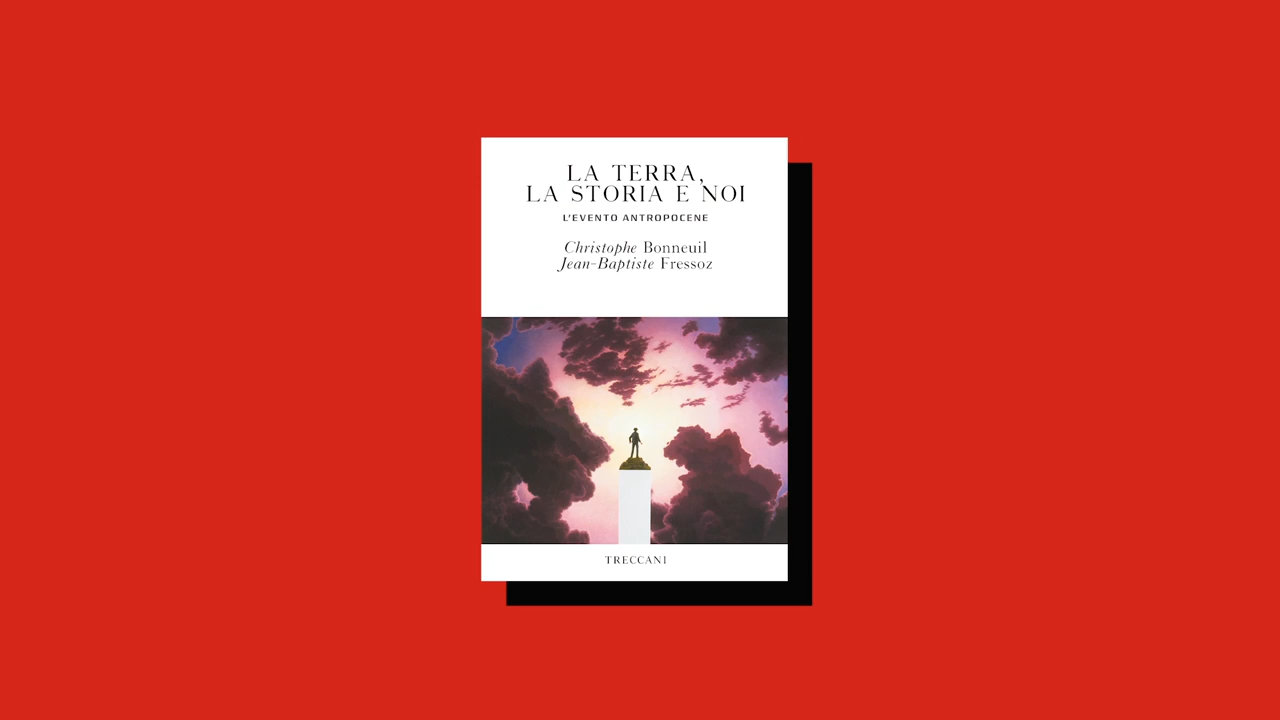 LA TERRA,
LA STORIA E NOI
L'EVENTO ANTROPOCENE
Christophe Bonneuil
Jean-Baptiste Fressoz
TRECCANI